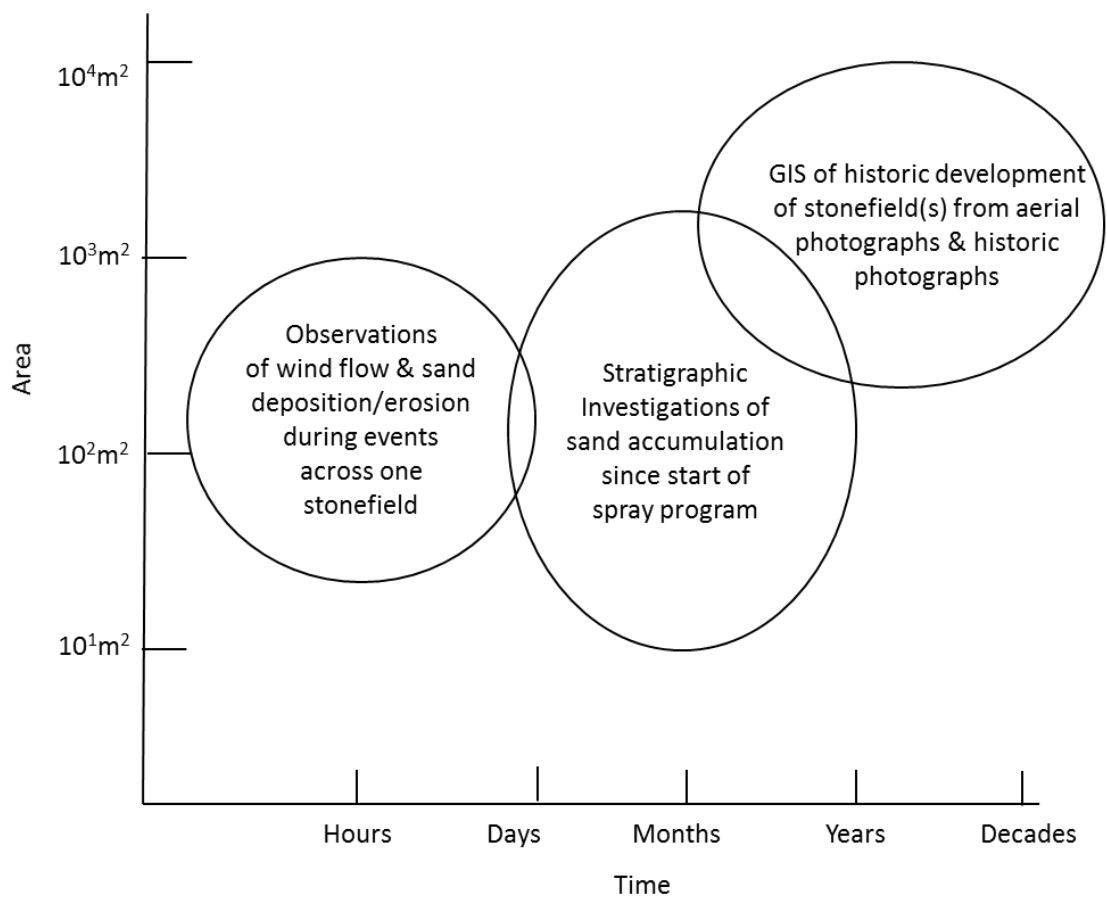 10⁴m²
10³m²
10²m²
10¹m²
Area
Observations
of wind flow & sand
deposition/erosion
during events
across one
stonefield
Stratigraphic
Investigations of
sand accumulation
since start of
spray program
GIS of historic development
of stonefield(s) from aerial
photographs & historic
photographs
Hours
Days
Months
Years
Decades
Time